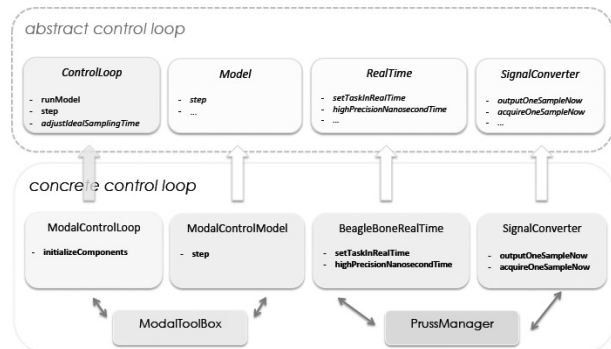 abstract control loop
ControlLoop
- runModel
- step
- adjustIdealSamplingTime
Model
- step
- ...
RealTime
- setTaskInRealTime
- highPrecisionNanosecondTime
- ...
SignalConverter
- outputOneSampleNow
- acquireOneSampleNow
- ...
concrete control loop
ModalControlLoop
- initializeComponents
ModalControlModel
- step
BeagleBoneRealTime
- setTaskInRealTime
- highPrecisionNanosecondTime
SignalConverter
- outputOneSampleNow
- acquireOneSampleNow
ModalToolBox
PrussManager